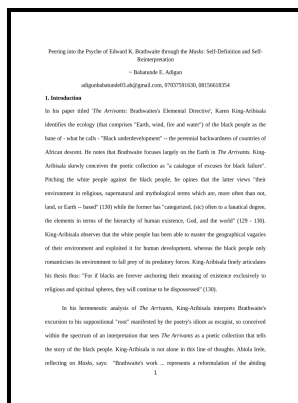 Peering into the Psyche of Edward K. Brathwaite through the Masks: Self-Definition and Self-
Reinterpretation
~ Babatunde E. Adigun
adigunbabatunde03.ab@gmail.com, 07037591630, 08156618354
1. Introduction
In his paper titled 'The Arrivants: Brathwaites's Elemental Directive', Karen King-Aribisala
identifies the ecology (that comprises "Earth, wind, fire and water") of the black people as the
bane of - what he calls - "Black underdevelopment" -- the perennial backwardness of countries of
African descent. He notes that Brathwaite focuses largely on the Earth in The Arrivants. King-
Aribisala skewly conceives the poetic collection as "a catalogue of excuses for black failure".
Pitching the white people against the black people, he opines that the latter views "their
environment in religious, supernatural and mythological terms which are, more often than not,
land, or Earth -- based" (130) while the former has "categorized, (sic) often to a fanatical degree,
the elements in terms of the hierarchy of human existence, God, and the world" (129 - 130).
King-Aribisala observes that the white people has been able to master the geographical vagaries
of their environment and exploited it for human development, whereas the black people only
romanticises its environment to fall prey of its predatory forces. King-Aribisala finely articulates
his thesis thus: "For if blacks are forever anchoring their meaning of existence exclusively to
religious and spiritual spheres, they will continue to be dispossessed" (130).
In his hermeneutic analysis of The Arrivants, King-Aribisala interprets Brathwaite's
excursion to his suppositional "root" manifested by the poetry's idiom as escapist, so conceived
within the spectrum of an interpretation that sees The Arrivants as a poetic collection that tells
the story of the black people. King-Aribisala is not alone in this line of thoughts. Abiola Irele,
reflecting on Masks, says: "Brathwaite's work ... represents a reformulation of the abiding
1